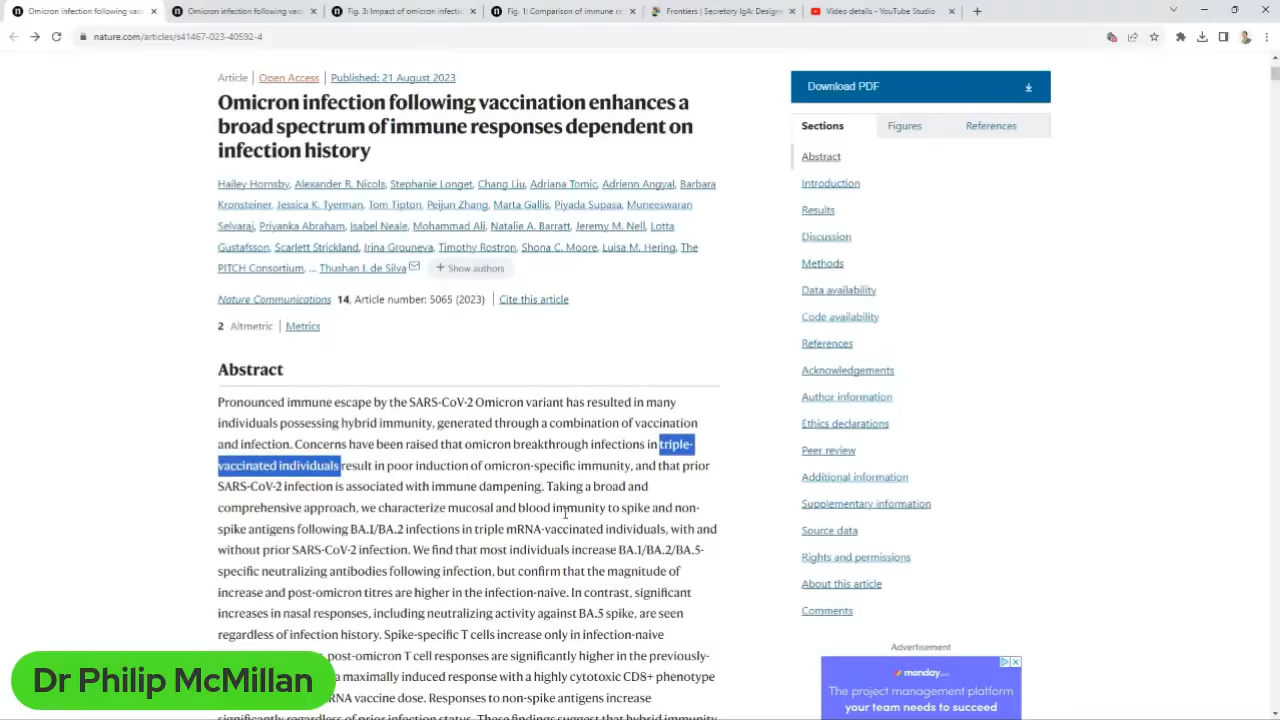 Omicron infection following vac
Omicron infection following vac
Fig. 3: Impact of omicron infection
Fig. 1: Comparison of immune re
Frontiers | Secretory IgA: Designe
Video details - YouTube Studio
nature.com/articles/s41467-023-40592-4
Article | Open Access | Published: 21 August 2023
Omicron infection following vaccination enhances a
broad spectrum of immune responses dependent on
infection history
Hailey Hornsby, Alexander R. Nicols, Stephanie Longet, Chang Liu, Adriana Tomic, Adrienn Angyal, Barbara
Kronsteiner, Jessica K. Tyerman, Tom Tipton, Peijun Zhang, Marta Gallis, Piyada Supasa, Muneeswaran
Selvaraj, Priyanka Abraham, Isabel Neale, Mohammad Ali, Natalie A. Barratt, Jeremy M. Nell, Lotta
Gustafsson, Scarlett Strickland, Irina Grouneva, Timothy Rostron, Shona C. Moore, Luisa M. Hering, The
PITCH Consortium, ... Thushan I. de Silva + Show authors
Nature Communications 14, Article number: 5065 (2023) | Cite this article
2 Altmetric | Metrics
Abstract
Pronounced immune escape by the SARS-CoV-2 Omicron variant has resulted in many
individuals possessing hybrid immunity, generated through a combination of vaccination
and infection. Concerns have been raised that omicron breakthrough infections in triple-
vaccinated individuals result in poor induction of omicron-specific immunity, and that prior
SARS-CoV-2 infection is associated with immune dampening. Taking a broad and
comprehensive approach, we characterize mucosal and blood immunity to spike and non-
spike antigens following BA.1/BA.2 infections in triple mRNA-vaccinated individuals, with and
without prior SARS-CoV-2 infection. We find that most individuals increase BA.1/BA.2/BA.5-
specific neutralizing antibodies following infection, but confirm that the magnitude of
increase and post-omicron titres are higher in the infection-naive. In contrast, significant
increases in nasal responses, including neutralizing activity against BA.5 spike, are seen
regardless of infection history. Spike-specific T cells increase only in infection-naive
post-omicron T cell responses are significantly higher in the previously-
a maximally induced response with a highly cytotoxic CD8+ phenotype
RNA vaccine dose. Responses to non-spike antigens increase
significantly regardless of prior infection status. These findings suggest that hybrid immunity
Dr Philip McMillan
Download PDF
Sections Figures References
Abstract
Introduction
Results
Discussion
Methods
Data availability
Code availability
References
Acknowledgements
Author information
Ethics declarations
Peer review
Additional information
Supplementary information
Source data
Rights and permissions
About this article
Comments
Advertisement
monday.com
The project management platform
your team needs to succeed